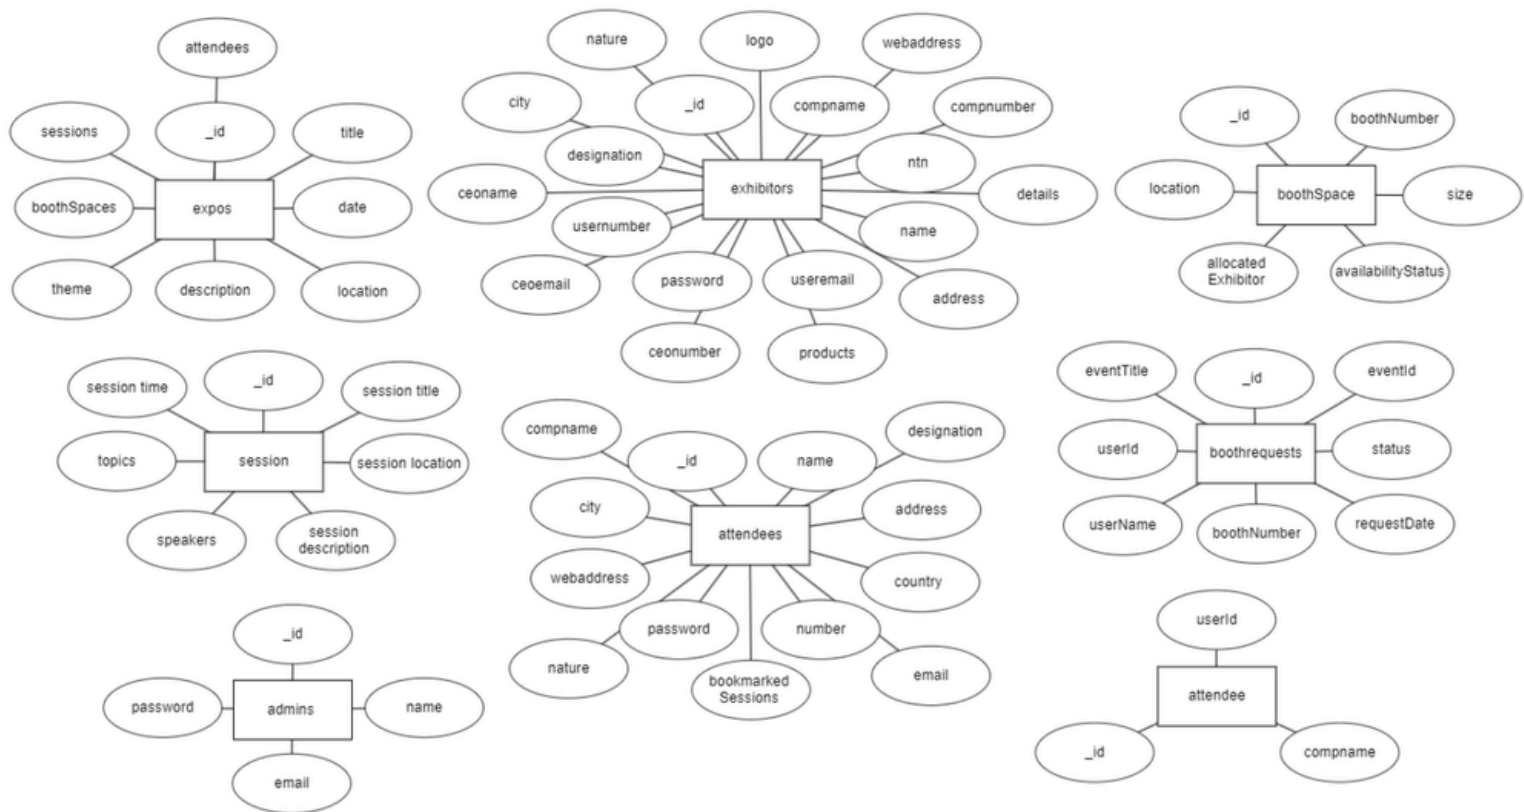 attendees
sessions
_id
title
boothSpaces
expos
date
theme
description
location
nature
logo
webaddress
city
_id
compname
compnumber
designation
ntn
ceoname
exhibitors
details
usernumber
name
ceoemail
password
useremail
address
ceonumber
products
_id
boothNumber
location
boothSpace
size
allocated
Exhibitor
availabilityStatus
session time
_id
session title
topics
session
session location
speakers
session
description
compname
designation
_id
name
city
address
attendees
webaddress
country
password
number
nature
bookmarked
Sessions
email
eventTitle
_id
eventId
userId
boothrequests
status
userName
boothNumber
requestDate
_id
password
admins
name
email
userId
attendee
_id
compname